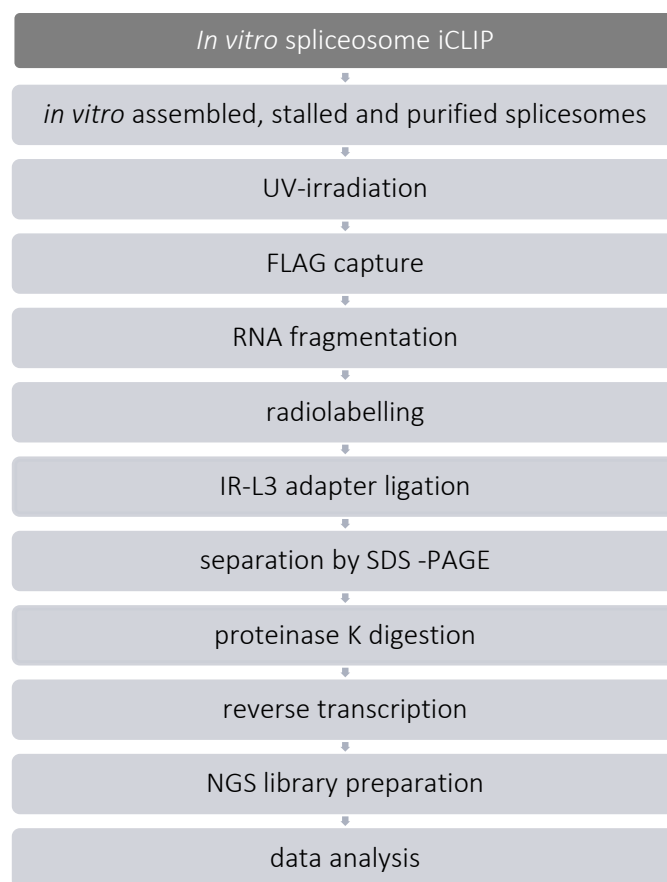 In vitro spliceosome iCLIP
in vitro assembled, stalled and purified splicesomes
UV-irradiation
FLAG capture
RNA fragmentation
radiolabelling
IR-L3 adapter ligation
separation by SDS -PAGE
proteinase K digestion
reverse transcription
NGS library preparation
data analysis